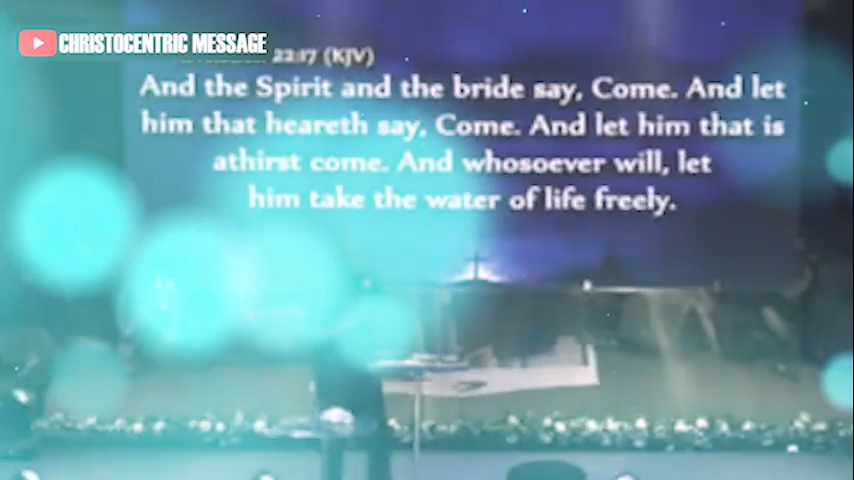 CHRISTOCENTRIC MESSAGE
22:17 (KJV)
And the Spirit and the bride say, Come. And let
him that heareth say, Come. And let him that is
athirst come. And whosoever will, let
him take the water of life freely.